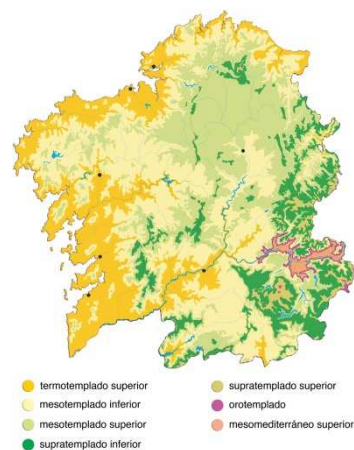 termotemplado superior
mesotemplado inferior
mesotemplado superior
supratemplado inferior
supratemplado superior
orotemplado
mesomediterráneo superior